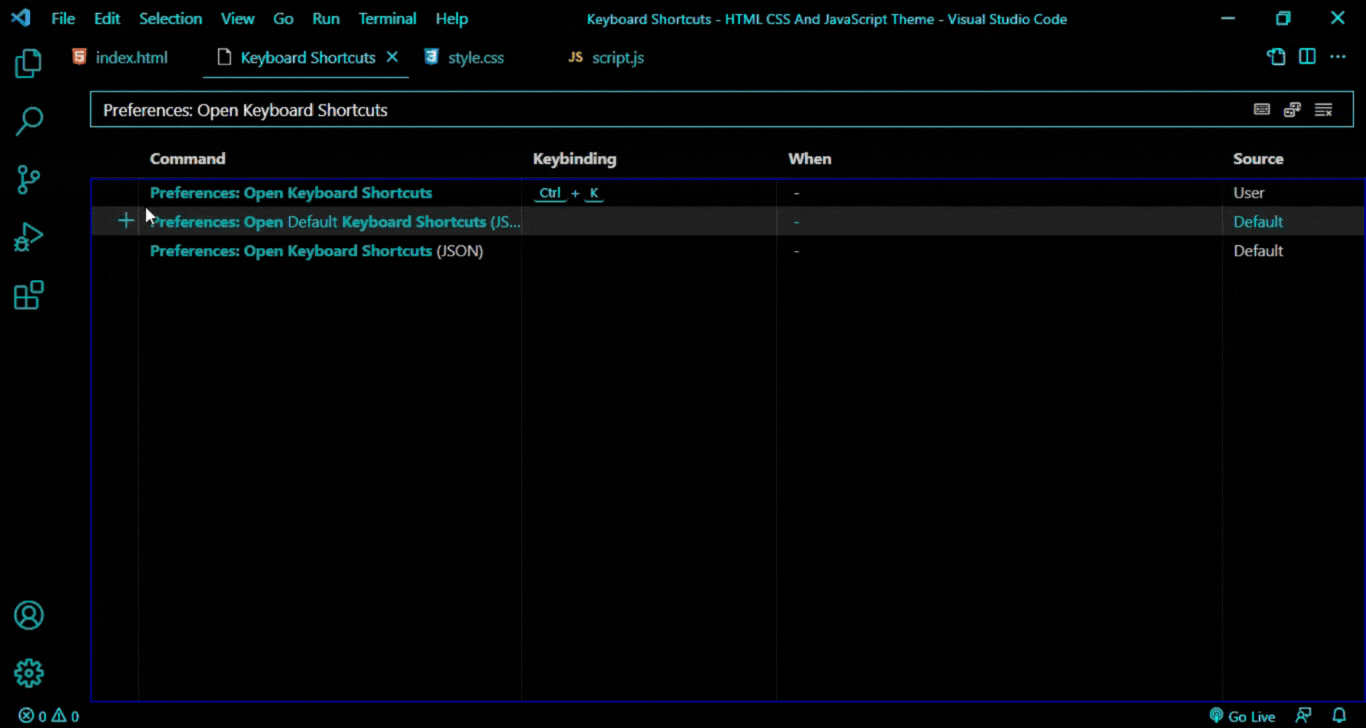 File Edit Selection View Go Run Terminal Help Keyboard Shortcuts - HTML CSS And JavaScript Theme - Visual Studio Code
index.html Keyboard Shortcuts style.css JS script.js
Preferences: Open Keyboard Shortcuts
Command Keybinding When Source
Preferences: Open Keyboard Shortcuts Ctrl + K - User
Preferences: Open Default Keyboard Shortcuts (JS... - Default
Preferences: Open Keyboard Shortcuts (JSON) - Default
0 0 Go Live